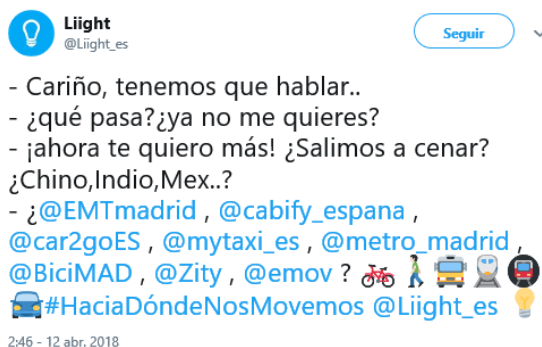 Liight
@Liight_es
Seguir
- Cariño, tenemos que hablar..
- ¿qué pasa?¿ya no me quieres?
- ¡ahora te quiero más! ¿Salimos a cenar?
¿Chino,Indio,Mex..?
- ¿@EMTmadrid , @cabify_espana ,
@car2goES , @mytaxi_es , @metro_madrid ,
@BiciMAD , @Zity , @emov ? 🚲🚶🚍🚆🚇
🚘#HaciaDóndeNosMovemos @Liight_es 💡
2:46 - 12 abr. 2018